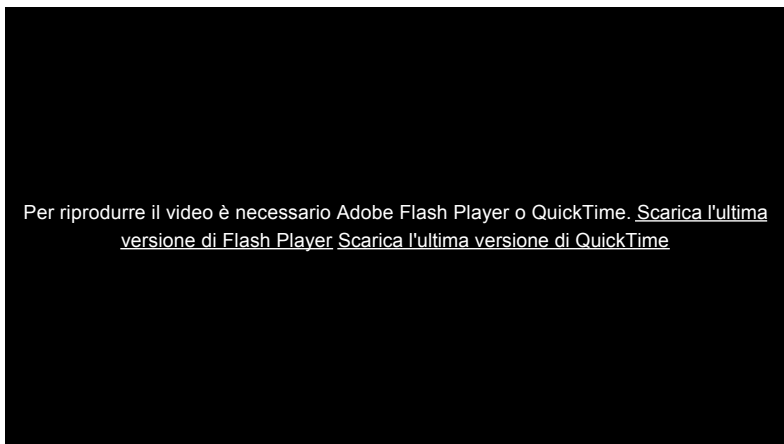 Per riprodurre il video è necessario Adobe Flash Player o QuickTime. Scarica l'ultima
versione di Flash Player Scarica l'ultima versione di QuickTime